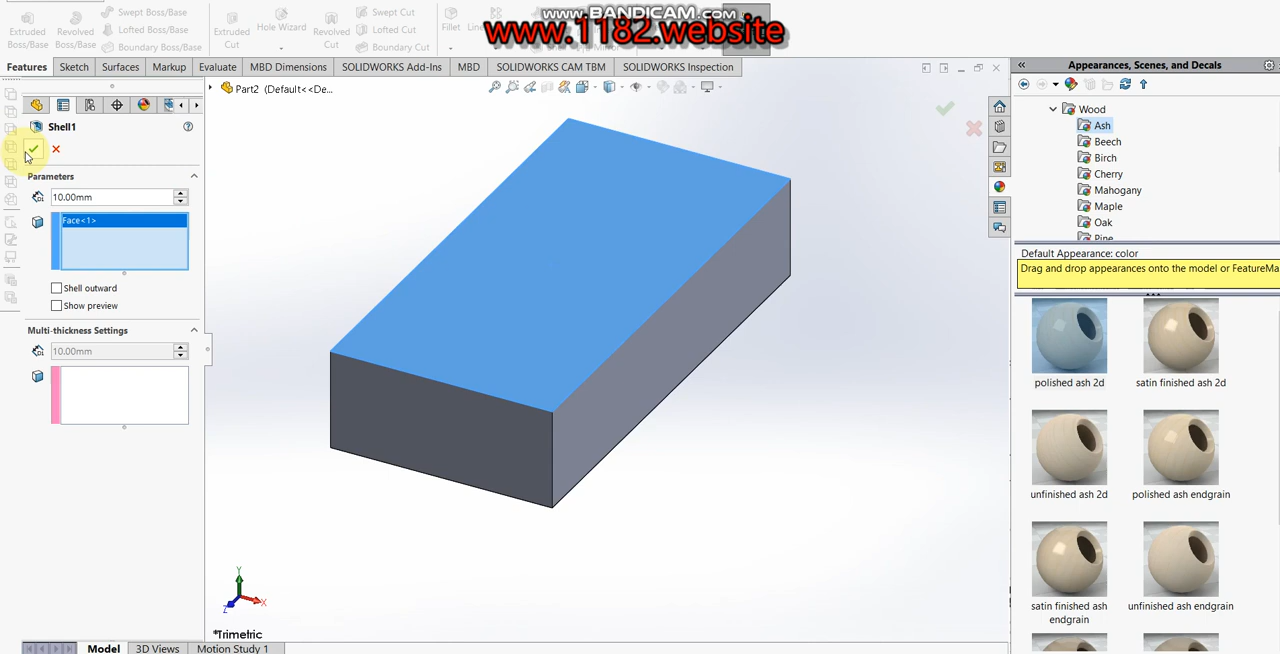 www.BANDICAM.com
www.1182.website
Extruded Boss/Base
Revolved Boss/Base
Swept Boss/Base
Lofted Boss/Base
Boundary Boss/Base
Extruded Cut
Hole Wizard
Revolved Cut
Swept Cut
Lofted Cut
Boundary Cut
Fillet
Features
Sketch
Surfaces
Markup
Evaluate
MBD Dimensions
SOLIDWORKS Add-Ins
MBD
SOLIDWORKS CAM TBM
SOLIDWORKS Inspection
Part2 (Default<<De...
Shell1
Parameters
10.00mm
Face<1>
Shell outward
Show preview
Multi-thickness Settings
10.00mm
Y
X
Z
*Trimetric
Model
3D Views
Motion Study 1
Appearances, Scenes, and Decals
Wood
Ash
Beech
Birch
Cherry
Mahogany
Maple
Oak
Pine
Default Appearance: color
Drag and drop appearances onto the model or FeatureMa
polished ash 2d
satin finished ash 2d
unfinished ash 2d
polished ash endgrain
satin finished ash endgrain
unfinished ash endgrain